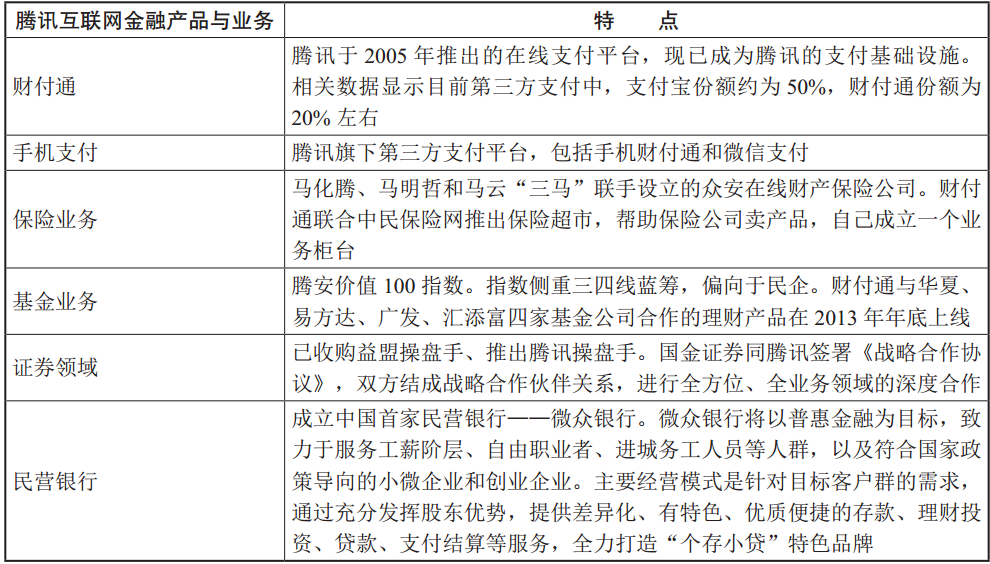 腾讯互联网金融产品与业务 特 点
财付通
腾讯于 2005 年推出的在线支付平台，现已成为腾讯的支付基础设施。
相关数据显示目前第三方支付中，支付宝份额约为 50%，财付通份额为
20% 左右
手机支付
腾讯旗下第三方支付平台，包括手机财付通和微信支付
保险业务
马化腾、马明哲和马云“三马”联手设立的众安在线财产保险公司。财付
通联合中民保险网推出保险超市，帮助保险公司卖产品，自己成立一个业
务柜台
基金业务
腾安价值 100 指数。指数侧重三四线蓝筹，偏向于民企。财付通与华夏、
易方达、广发、汇添富四家基金公司合作的理财产品在 2013 年年底上线
证券领域
已收购益盟操盘手、推出腾讯操盘手。国金证券同腾讯签署《战略合作协
议》，双方结成战略合作伙伴关系，进行全方位、全业务领域的深度合作
民营银行
成立中国首家民营银行——微众银行。微众银行将以普惠金融为目标，致
力于服务工薪阶层、自由职业者、进城务工人员等人群，以及符合国家政
策导向的小微企业和创业企业。主要经营模式是针对目标客户群的需求，
通过充分发挥股东优势，提供差异化、有特色、优质便捷的存款、理财投
资、贷款、支付结算等服务，全力打造“个存小贷”特色品牌